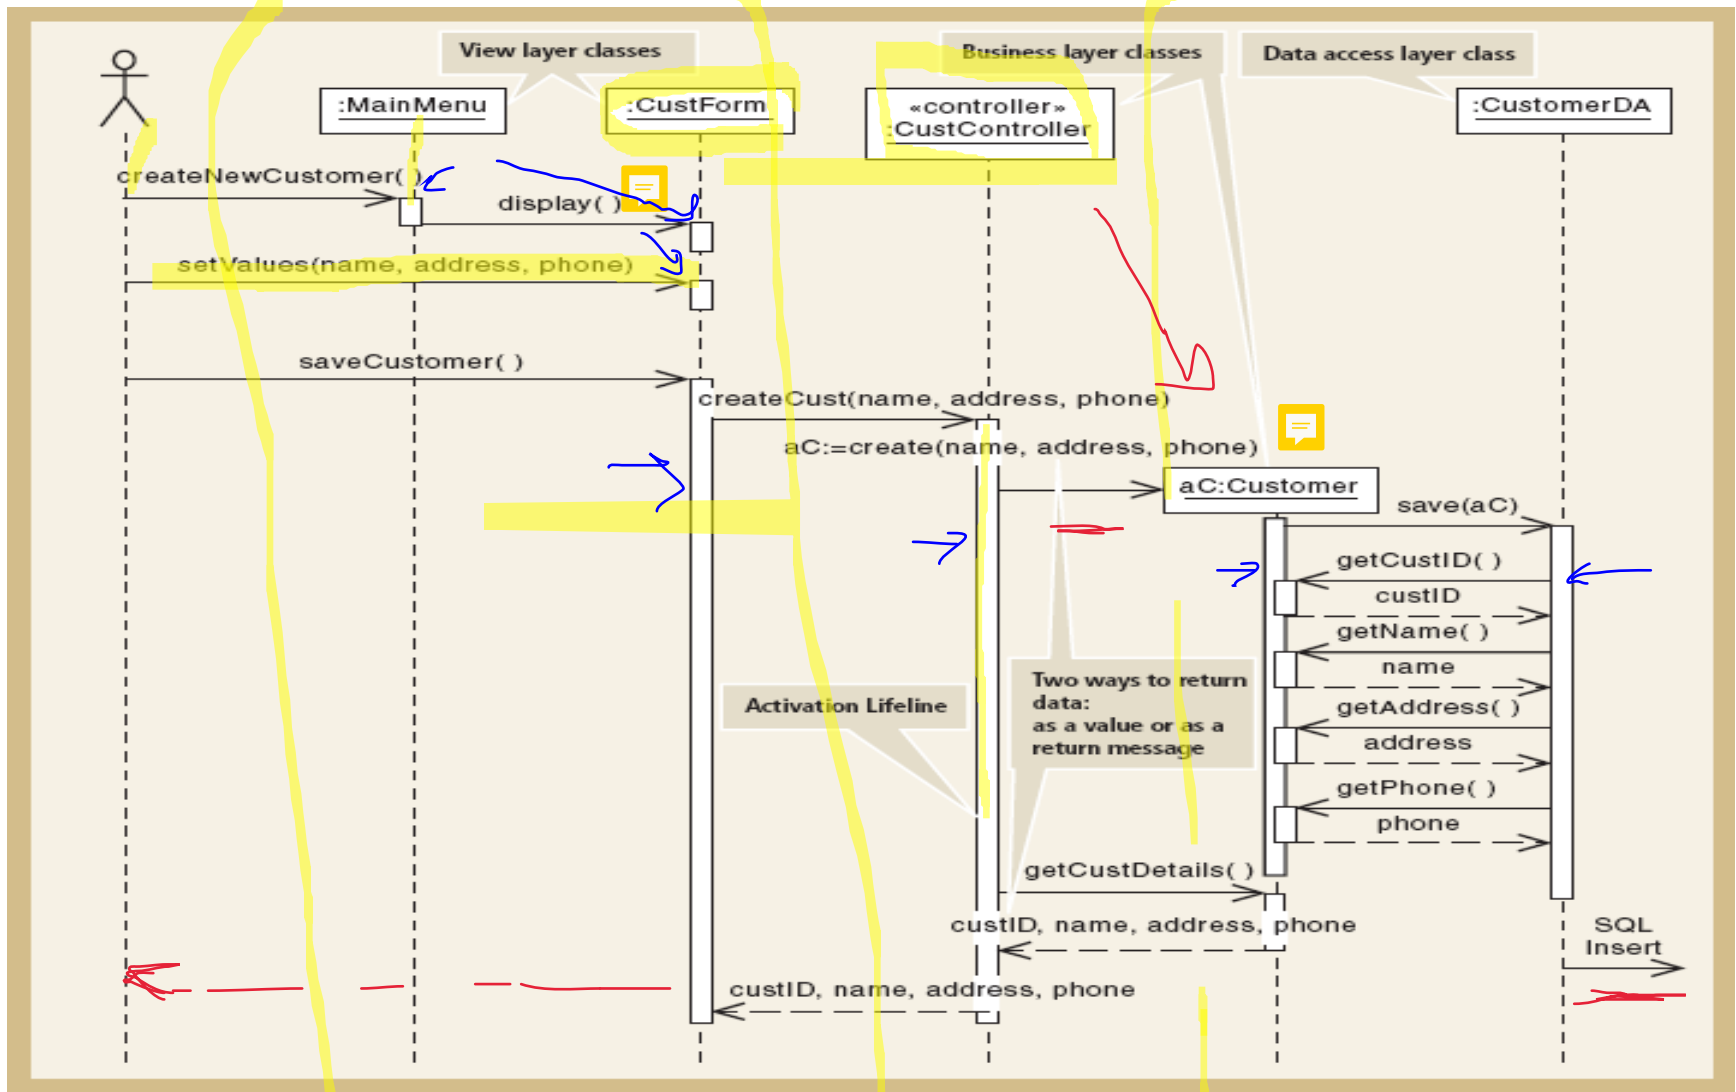 View layer classes
Business layer classes
Data access layer class
:MainMenu
:CustForm
«controller»
:CustController
:CustomerDA
createNewCustomer( )
display( )
setValues(name, address, phone)
saveCustomer( )
createCust(name, address, phone)
aC:=create(name, address, phone)
aC:Customer
save(aC)
getCustID( )
custID
getName( )
name
getAddress( )
address
getPhone( )
phone
Activation Lifeline
Two ways to return
data:
as a value or as a
return message
getCustDetails( )
custID, name, address, phone
SQL
Insert
custID, name, address, phone